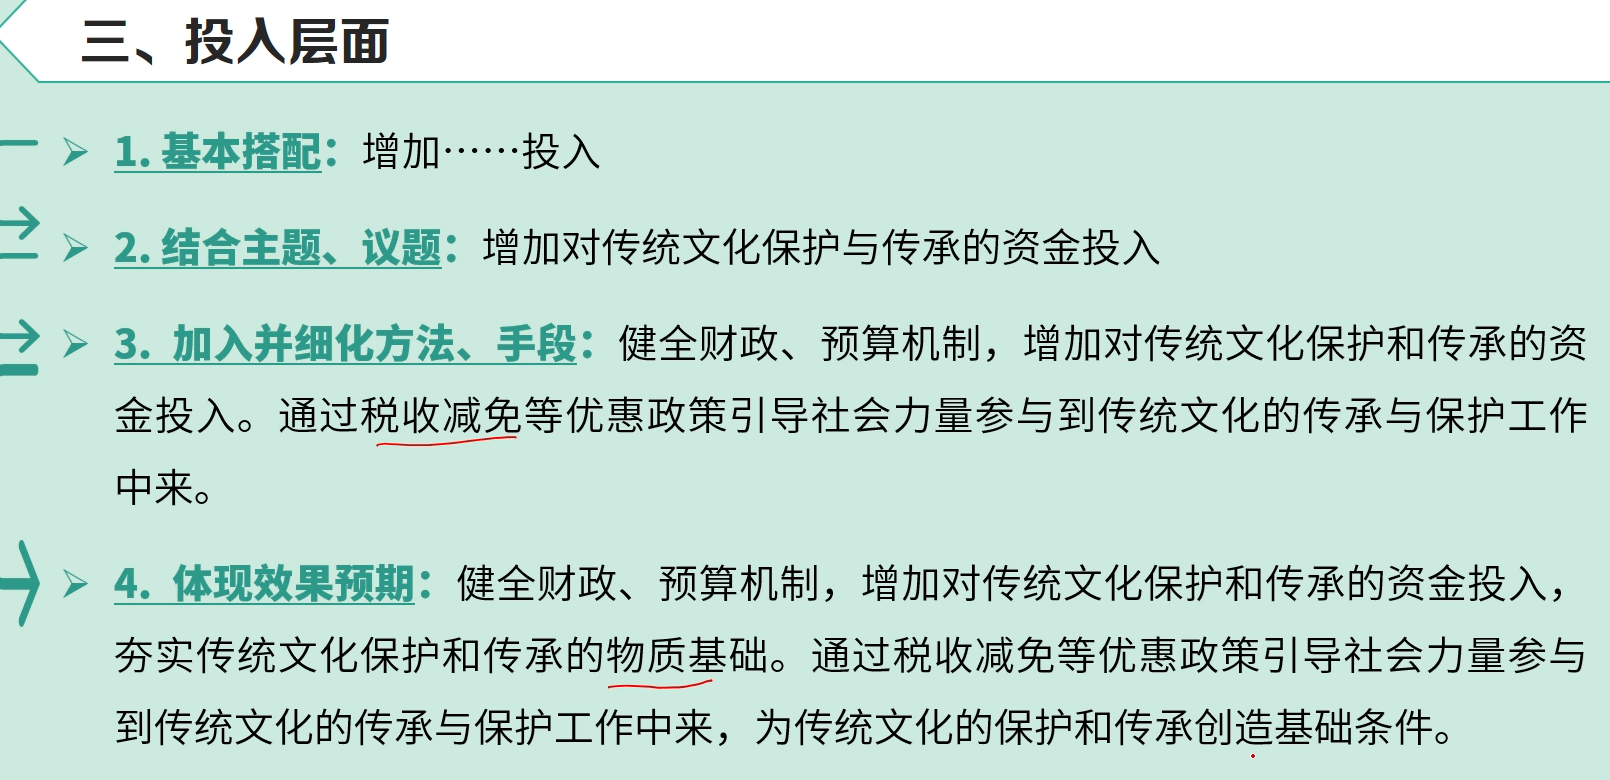 三、投入层面
1. 基本搭配：增加……投入
2. 结合主题、议题：增加对传统文化保护与传承的资金投入
3. 加入并细化方法、手段：健全财政、预算机制，增加对传统文化保护和传承的资
金投入。通过税收减免等优惠政策引导社会力量参与到传统文化的传承与保护工作
中来。
4. 体现效果预期：健全财政、预算机制，增加对传统文化保护和传承的资金投入，
夯实传统文化保护和传承的物质基础。通过税收减免等优惠政策引导社会力量参与
到传统文化的传承与保护工作中来，为传统文化的保护和传承创造基础条件。